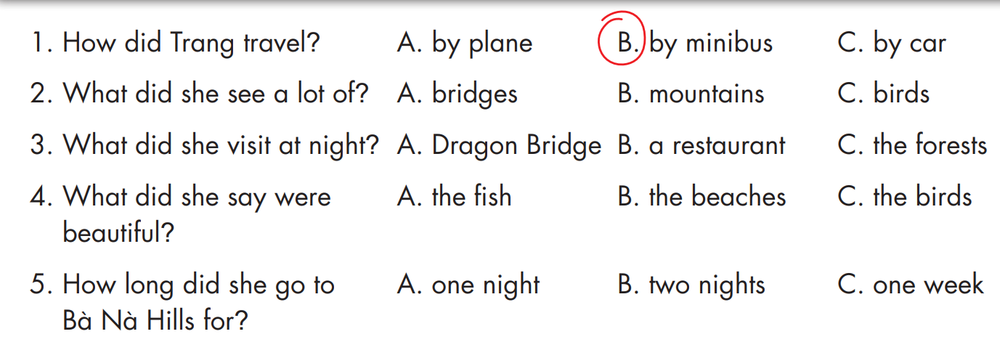 1. How did Trang travel? A. by plane B. by minibus C. by car
2. What did she see a lot of? A. bridges B. mountains C. birds
3. What did she visit at night? A. Dragon Bridge B. a restaurant C. the forests
4. What did she say were A. the fish B. the beaches C. the birds
beautiful?
5. How long did she go to A. one night B. two nights C. one week
Bà Nà Hills for?